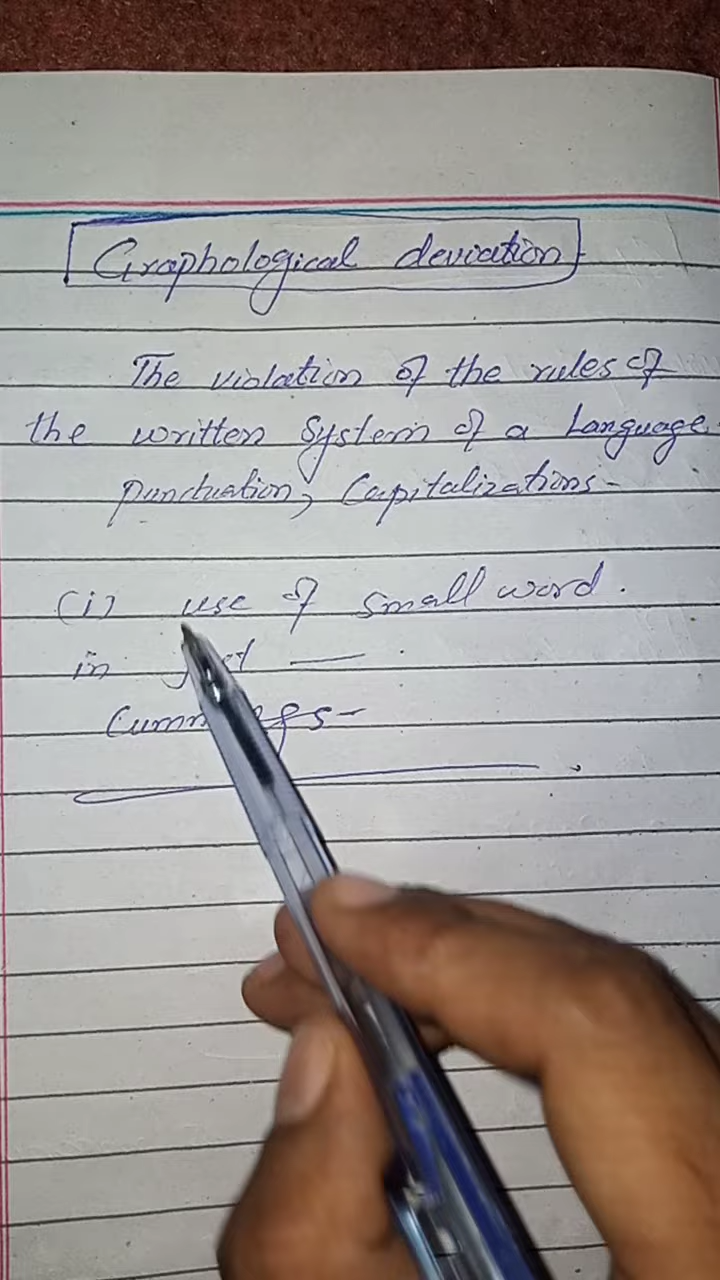 Graphological deviation
The violation of the rules of
the written System of a Language.
punctuation, Capitalizations-
(i) use of small word.
in